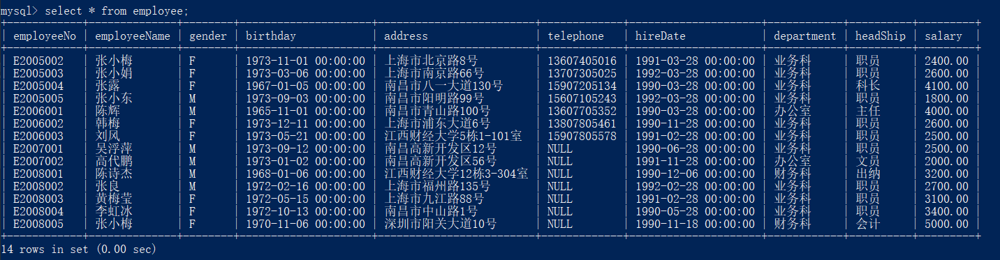 mysql> select * from employee;
+------------+--------------+--------+---------------------+----------------------+-------------+---------------------+------------+----------+---------+
| employeeNo | employeeName | gender | birthday | address | telephone | hireDate | department | headShip | salary |
+------------+--------------+--------+---------------------+----------------------+-------------+---------------------+------------+----------+---------+
| E2005002 | 张小梅 | F | 1973-11-01 00:00:00 | 上海市北京路8号 | 13607405016 | 1991-03-28 00:00:00 | 业务科 | 职员 | 2400.00 |
| E2005003 | 张小娟 | F | 1973-03-06 00:00:00 | 上海市南京路66号 | 13707305025 | 1992-03-28 00:00:00 | 业务科 | 职员 | 2600.00 |
| E2005004 | 张露 | F | 1967-01-05 00:00:00 | 南昌市八一大道130号 | 15907205134 | 1990-03-28 00:00:00 | 业务科 | 科长 | 4100.00 |
| E2005005 | 张小东 | M | 1973-09-03 00:00:00 | 南昌市阳明路99号 | 15607105243 | 1992-03-28 00:00:00 | 业务科 | 职员 | 1800.00 |
| E2006001 | 陈辉 | M | 1965-11-01 00:00:00 | 南昌市青山路100号 | 13607705352 | 1990-03-28 00:00:00 | 办公室 | 主任 | 4000.00 |
| E2006002 | 韩梅 | F | 1973-12-11 00:00:00 | 上海市浦东大道6号 | 13807805461 | 1990-11-28 00:00:00 | 业务科 | 职员 | 2600.00 |
| E2006003 | 刘风 | F | 1973-05-21 00:00:00 | 江西财经大学5栋1-101室 | 15907805578 | 1991-02-28 00:00:00 | 业务科 | 职员 | 2500.00 |
| E2007001 | 吴浮萍 | M | 1973-09-12 00:00:00 | 南昌高新开发区12号 | NULL | 1990-06-28 00:00:00 | 业务科 | 职员 | 2500.00 |
| E2007002 | 高代鹏 | M | 1973-01-02 00:00:00 | 南昌高新开发区56号 | NULL | 1991-11-28 00:00:00 | 办公室 | 文员 | 2000.00 |
| E2008001 | 陈诗杰 | M | 1968-01-06 00:00:00 | 江西财经大学12栋3-304室 | NULL | 1990-12-06 00:00:00 | 财务科 | 出纳 | 3200.00 |
| E2008002 | 张良 | M | 1972-02-16 00:00:00 | 上海市福州路135号 | NULL | 1992-02-28 00:00:00 | 业务科 | 职员 | 2700.00 |
| E2008003 | 黄梅莹 | F | 1972-05-15 00:00:00 | 上海市九江路88号 | NULL | 1991-02-28 00:00:00 | 业务科 | 职员 | 3100.00 |
| E2008004 | 李虹冰 | F | 1972-10-13 00:00:00 | 南昌市中山路1号 | NULL | 1990-05-28 00:00:00 | 业务科 | 职员 | 3400.00 |
| E2008005 | 张小梅 | F | 1970-11-06 00:00:00 | 深圳市阳关大道10号 | NULL | 1990-11-18 00:00:00 | 财务科 | 会计 | 5000.00 |
+------------+--------------+--------+---------------------+----------------------+-------------+---------------------+------------+----------+---------+
14 rows in set (0.00 sec)